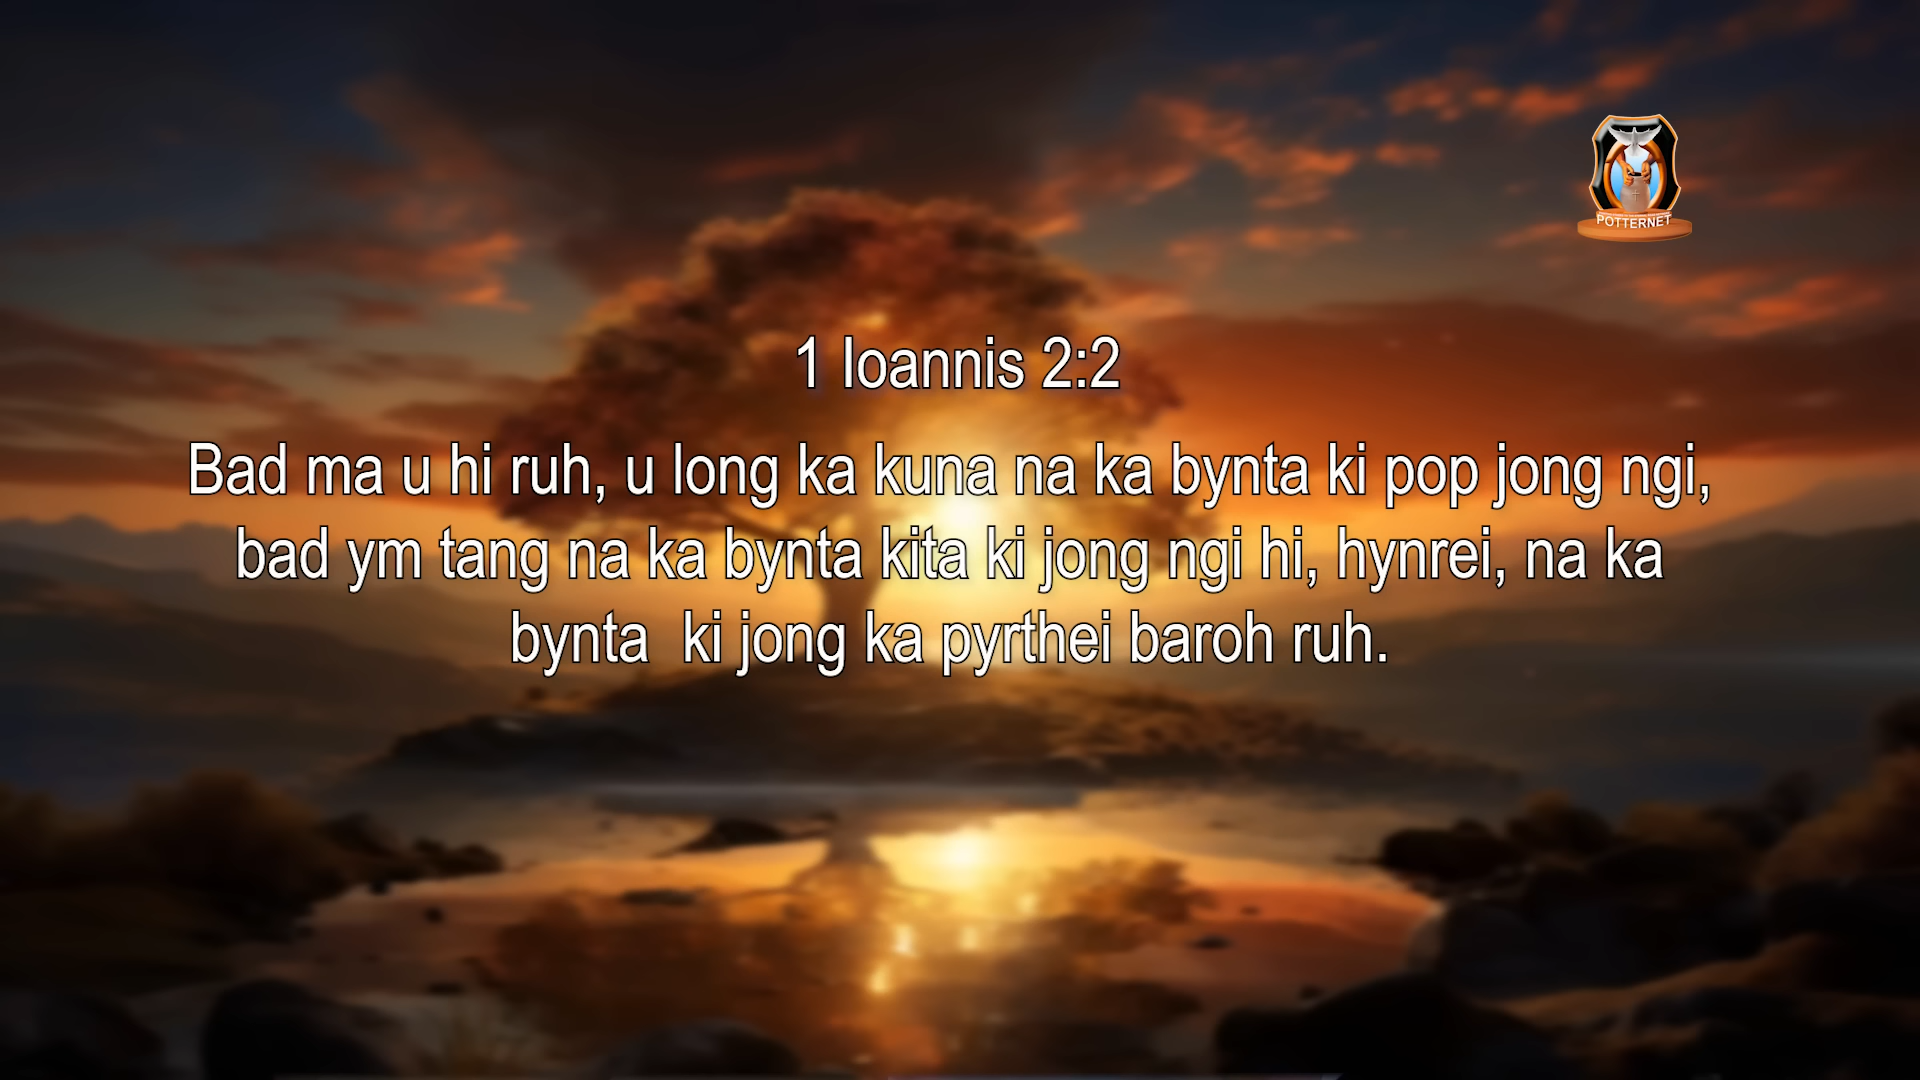 POTTERNET
1 Ioannis 2:2
Bad ma u hi ruh, u long ka kuna na ka bynta ki pop jong ngi,
bad ym tang na ka bynta kita ki jong ngi hi, hynrei, na ka
bynta  ki jong ka pyrthei baroh ruh.